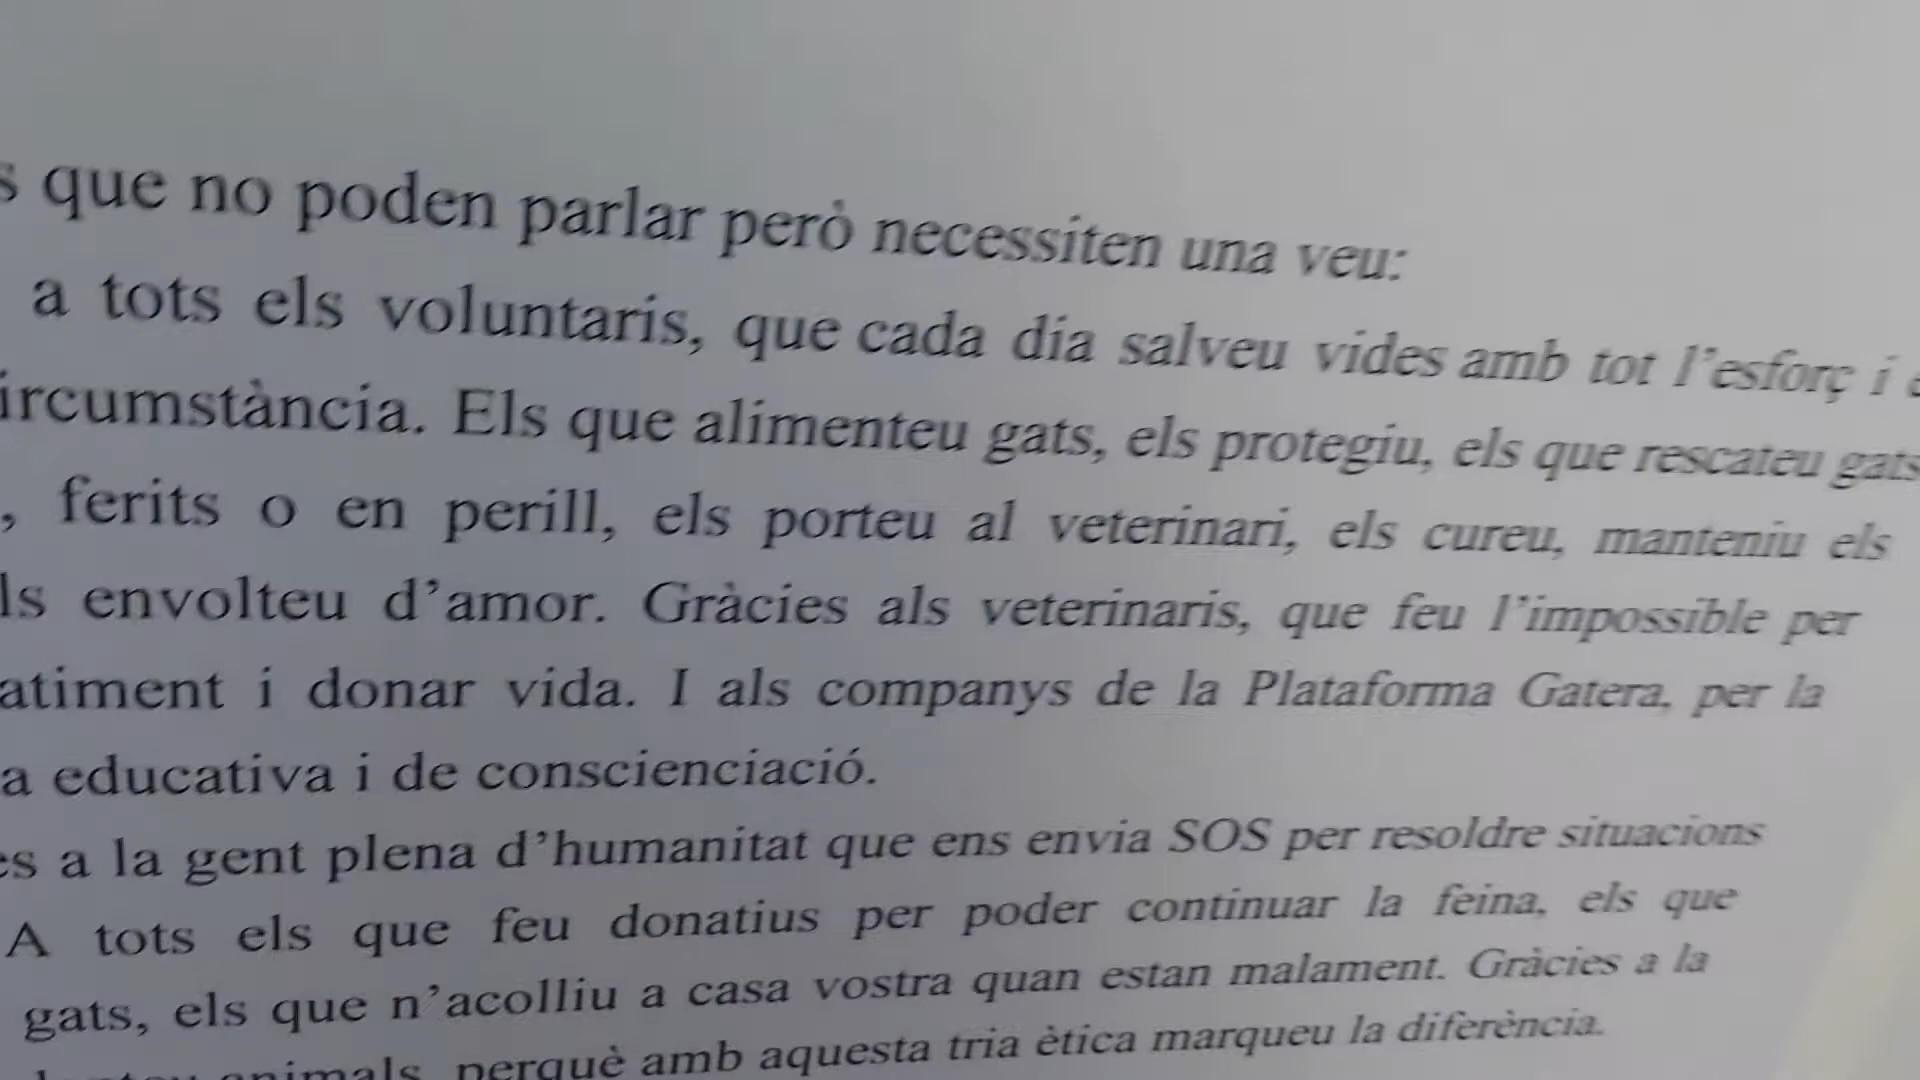 que no poden parlar però necessiten una veu:
a tots els voluntaris, que cada dia salveu vides amb tot l'esforç i
ircumstància. Els que alimenteu gats, els protegiu, els que rescateu gats
, ferits o en perill, els porteu al veterinari, els cureu, manteniu els
ls envolteu d'amor. Gràcies als veterinaris, que feu l'impossible per
atiment i donar vida. I als companys de la Plataforma Gatera, per la
a educativa i de conscienciació.
es a la gent plena d'humanitat que ens envia SOS per resoldre situacions
A tots els que feu donatius per poder continuar la feina, els que
gats, els que n'acolliu a casa vostra quan estan malament. Gràcies a la
animals, perquè amb aquesta tria ètica marqueu la diferència.